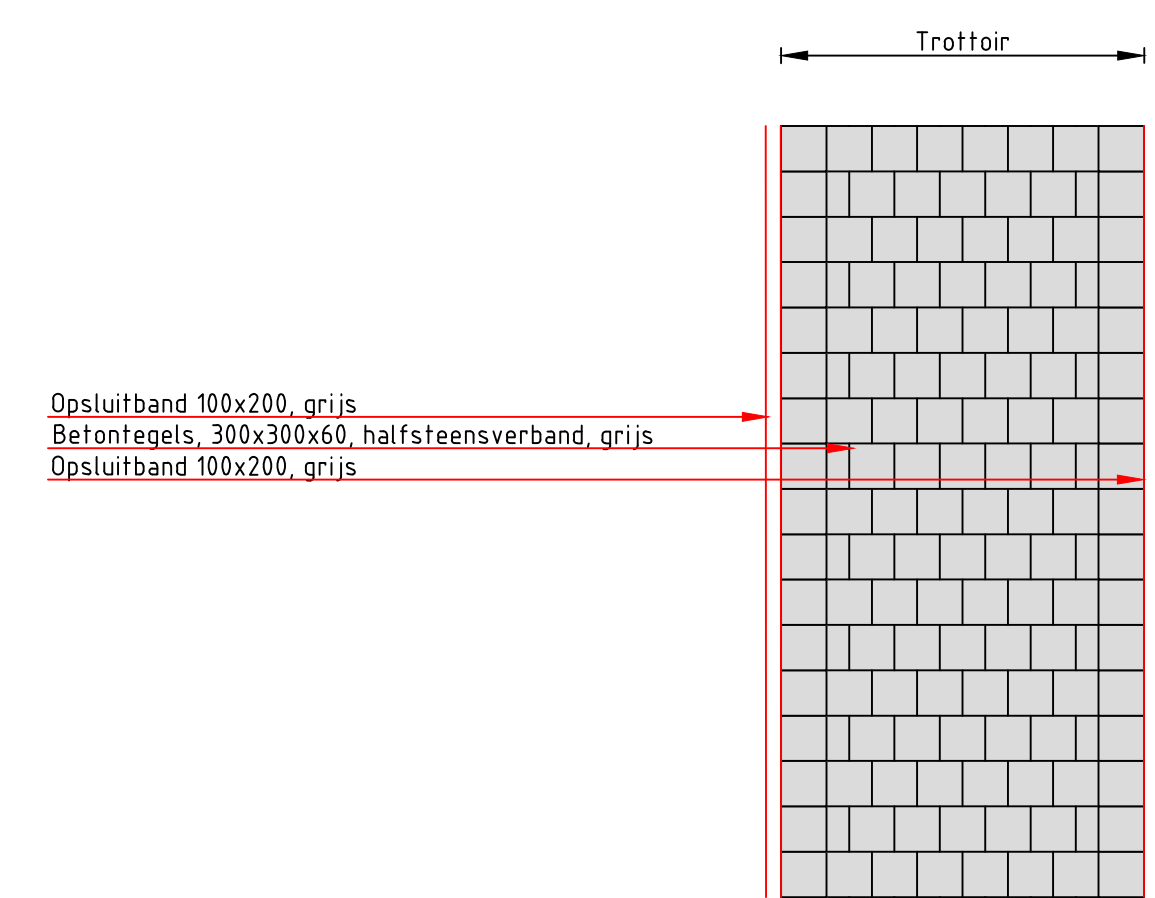 Trottoir
Opsluitband 100x200, grijs
Betontegels, 300x300x60, halfsteensverband, grijs
Opsluitband 100x200, grijs